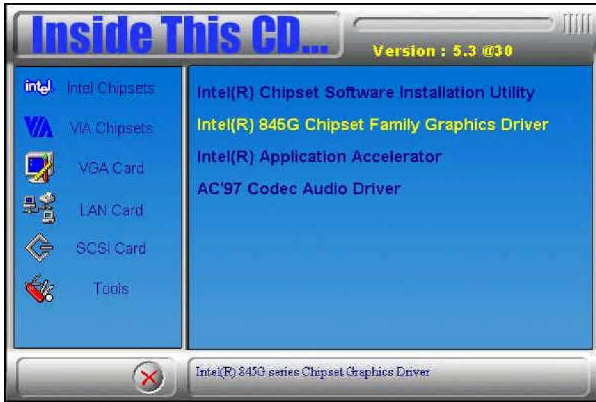 Inside This CD...
Version : 5.3 @30
intel Intel Chipsets
VIA VIA Chipsets
VGA Card
LAN Card
SCSI Card
Tools
Intel(R) Chipset Software Installation Utility
Intel(R) 845G Chipset Family Graphics Driver
Intel(R) Application Accelerator
AC'97 Codec Audio Driver
Intel(R) 845G series Chipset Graphics Driver